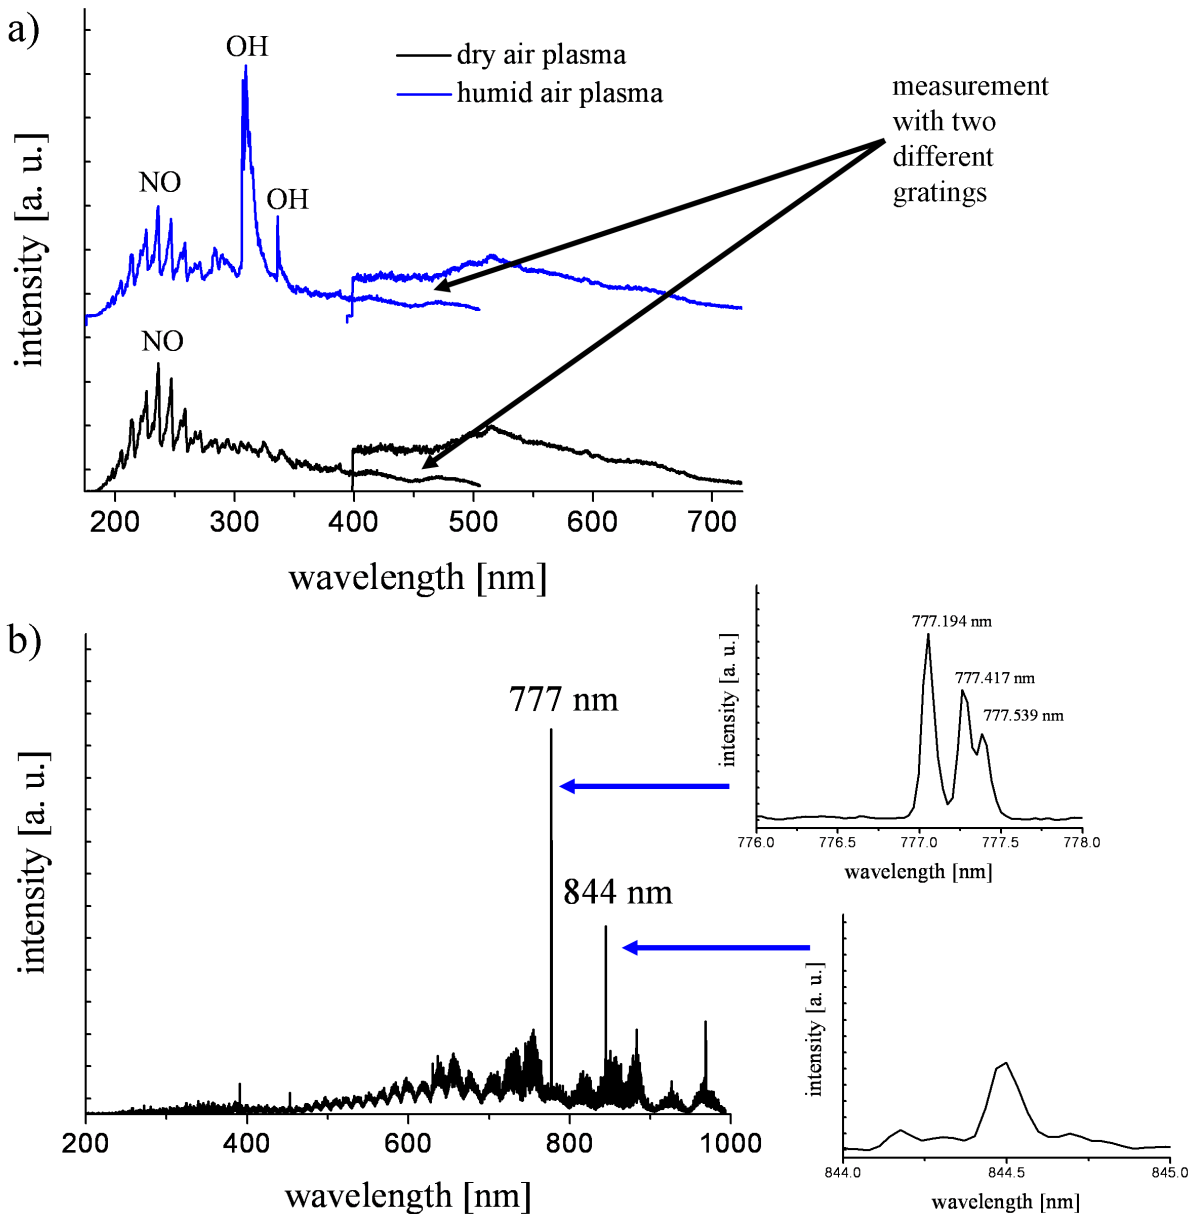 a)
OH
dry air plasma
humid air plasma
measurement
with two
different
gratings
NO
OH
NO
intensity [a. u.]
200 300 400 500 600 700
wavelength [nm]
b)
777 nm
844 nm
intensity [a. u.]
200 400 600 800 1000
wavelength [nm]
777.194 nm
777.417 nm
777.539 nm
intensity [a. u.]
776.0 776.5 777.0 777.5 778.0
wavelength [nm]
intensity [a. u.]
844.0 844.5 845.0
wavelength [nm]